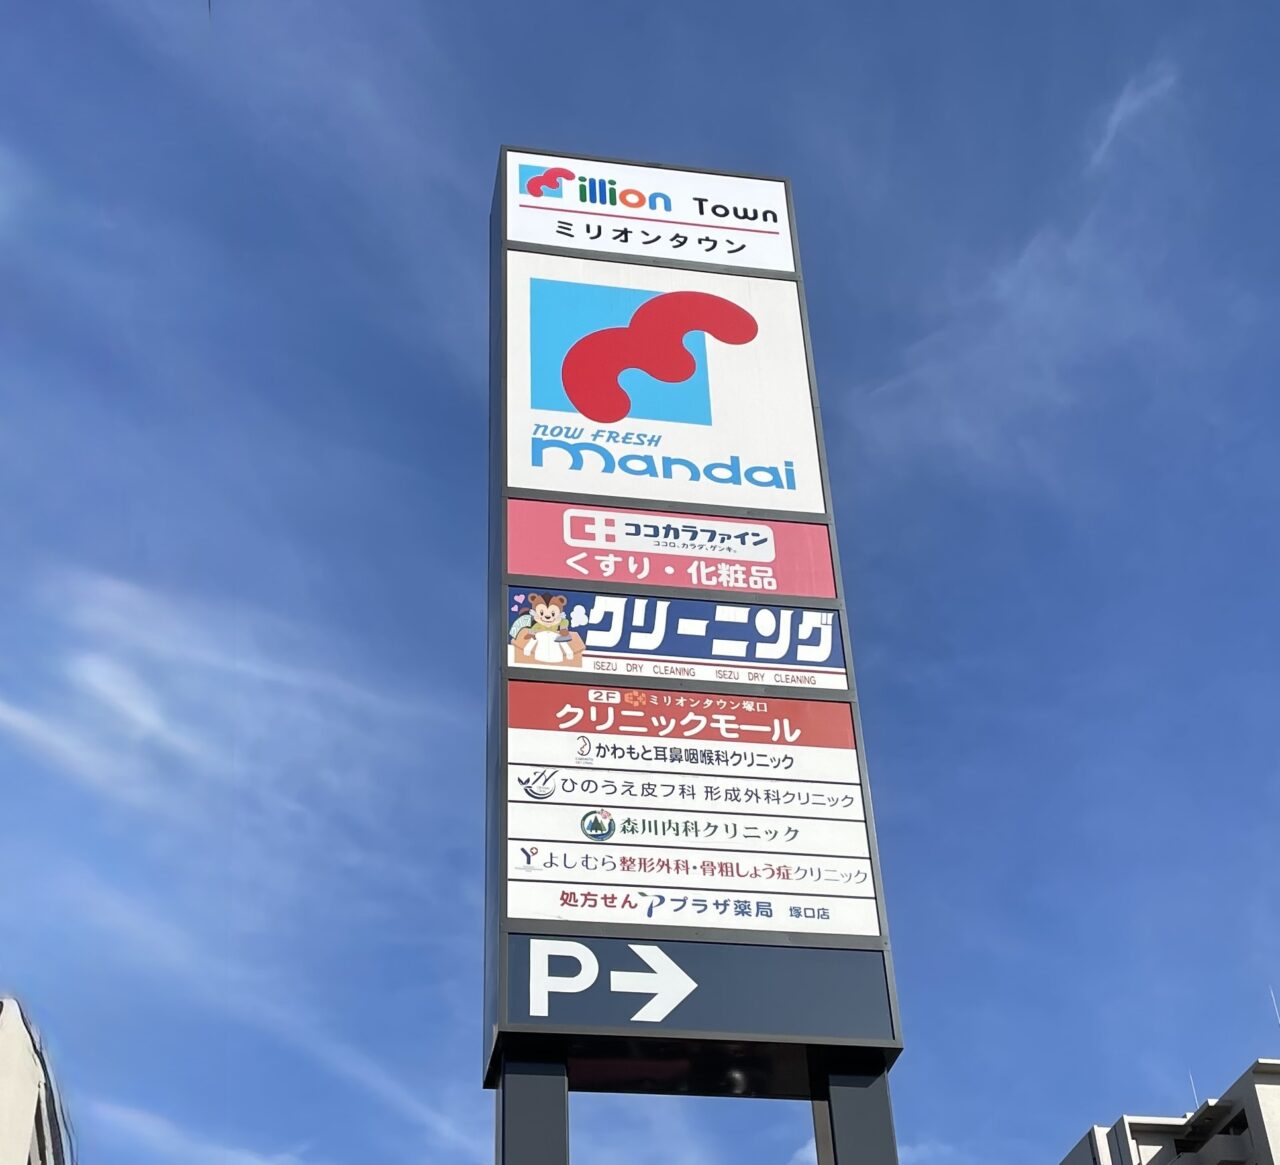 Million Town
ミリオンタウン
NOW FRESH
mandai
ココカラファイン
ココロ、カラダ、ゲンキ。
くすり・化粧品
クリーニング
ISEZU DRY CLEANING ISEZU DRY CLEANING
2F ミリオンタウン塚口
クリニックモール
かわもと耳鼻咽喉科クリニック
ひのうえ皮フ科 形成外科クリニック
森川内科クリニック
よしむら整形外科・骨粗しょう症クリニック
処方せん プラザ薬局 塚口店
P→